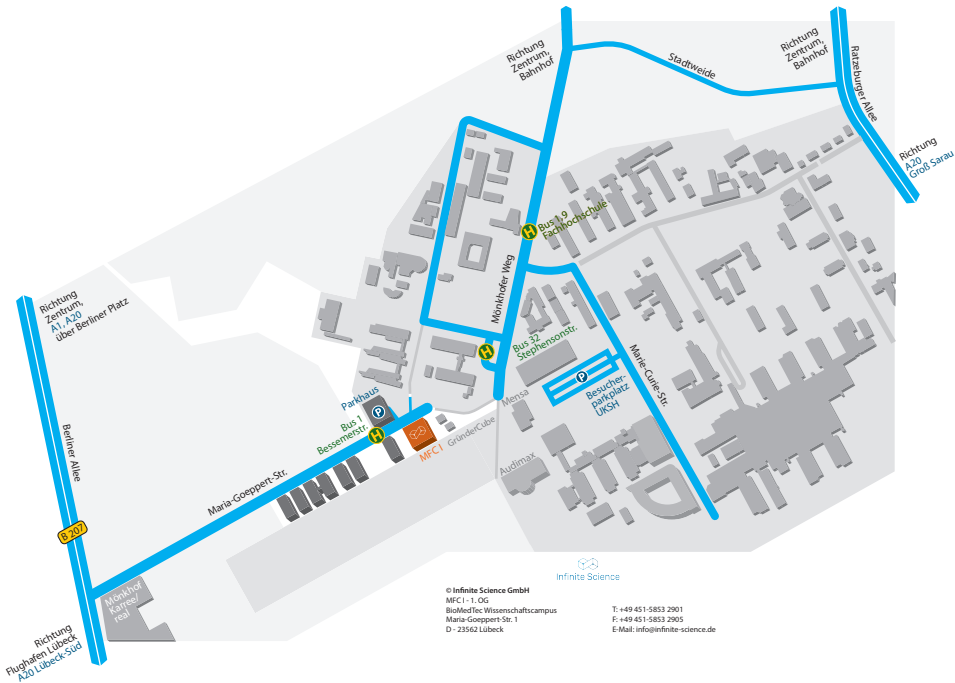 Richtung
Zentrum,
Bahnhof
Stadtweide
Richtung
Zentrum,
Bahnhof
Ratzeburger Allee
Richtung
A20
Groß Sarau
Bus 1,9
Fachhochschule
Mönkhofer Weg
Richtung
Zentrum,
A1, A20
über Berliner Platz
Bus 32
Stephensonstr.
Marie-Curie-Str.
P
Besucher-
parkplatz
UKSH
Mensa
Parkhaus
P
Bus 1
Bessemerstr.
H
H
H
MFC I
GründerCube
Audimax
Berliner Allee
Maria-Goeppert-Str.
B 207
Mönkhof
Karree/
real
Richtung
Flughafen Lübeck
A20 Lübeck-Süd
Infinite Science
© Infinite Science GmbH
MFC I - 1. OG
BioMedTec Wissenschaftscampus
Maria-Goeppert-Str. 1
D - 23562 Lübeck
T: +49 451-5853 2901
F: +49 451-5853 2905
E-Mail: info@infinite-science.de